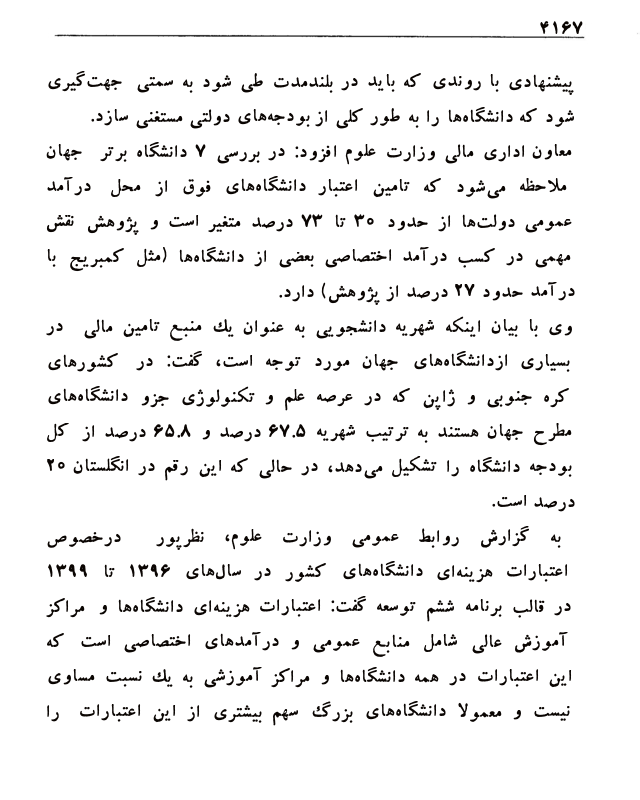 ۴۱۶۷
پیشنهادی با روندی که باید در بلندمدت طی شود به سمتی جهت‌گیری
شود که دانشگاه‌ها را به طور کلی از بودجه‌های دولتی مستغنی سازد.
معاون اداری مالی وزارت علوم افزود: در بررسی ۷ دانشگاه برتر جهان
ملاحظه می‌شود که تامین اعتبار دانشگاه‌های فوق از محل درآمد
عمومی دولت‌ها از حدود ۳۰ تا ۷۳ درصد متغیر است و پژوهش نقش
مهمی در کسب درآمد اختصاصی بعضی از دانشگاه‌ها (مثل کمبریج با
درآمد حدود ۲۷ درصد از پژوهش) دارد.
وی با بیان اینکه شهریه دانشجویی به عنوان یك منبع تامین مالی در
بسیاری ازدانشگاه‌های جهان مورد توجه است، گفت: در کشورهای
کره جنوبی و ژاپن که در عرصه علم و تکنولوژی جزو دانشگاه‌های
مطرح جهان هستند به ترتیب شهریه ۶۷.۵ درصد و ۶۵.۸ درصد از کل
بودجه دانشگاه را تشکیل می‌دهد، در حالی که این رقم در انگلستان ۲۰
درصد است.
به گزارش روابط عمومی وزارت علوم، نظرپور درخصوص
اعتبارات هزینه‌ای دانشگاه‌های کشور در سال‌های ۱۳۹۶ تا ۱۳۹۹
در قالب برنامه ششم توسعه گفت: اعتبارات هزینه‌ای دانشگاه‌ها و مراکز
آموزش عالی شامل منابع عمومی و درآمدهای اختصاصی است که
این اعتبارات در همه دانشگاه‌ها و مراکز آموزشی به یك نسبت مساوی
نیست و معمولا دانشگاه‌های بزرگ سهم بیشتری از این اعتبارات را